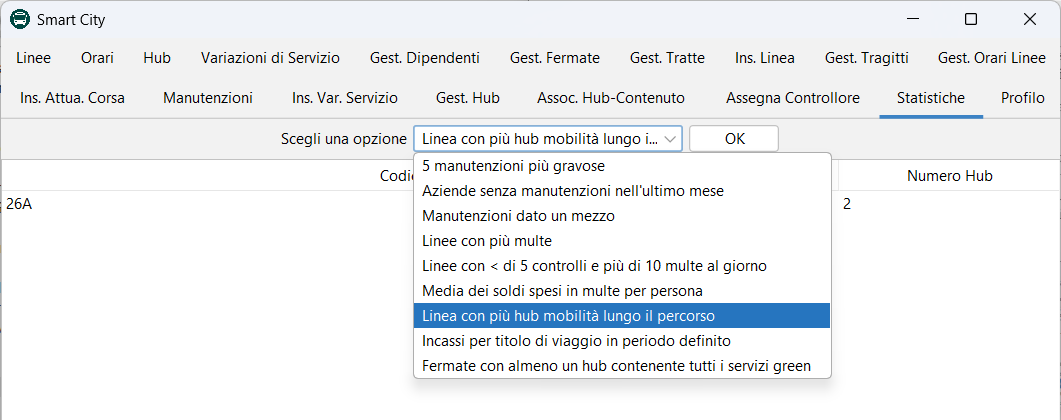 Smart City
Linee Orari Hub Variazioni di Servizio Gest. Dipendenti Gest. Fermate Gest. Tratte Ins. Linea Gest. Tragitti Gest. Orari Linee
Ins. Attua. Corsa Manutenzioni Ins. Var. Servizio Gest. Hub Assoc. Hub-Contenuto Assegna Controllore Statistiche Profilo
Scegli una opzione Linea con più hub mobilità lungo i... OK
Codic Numero Hub
26A 2
5 manutenzioni più gravose
Aziende senza manutenzioni nell'ultimo mese
Manutenzioni dato un mezzo
Linee con più multe
Linee con < di 5 controlli e più di 10 multe al giorno
Media dei soldi spesi in multe per persona
Linea con più hub mobilità lungo il percorso
Incassi per titolo di viaggio in periodo definito
Fermate con almeno un hub contenente tutti i servizi green